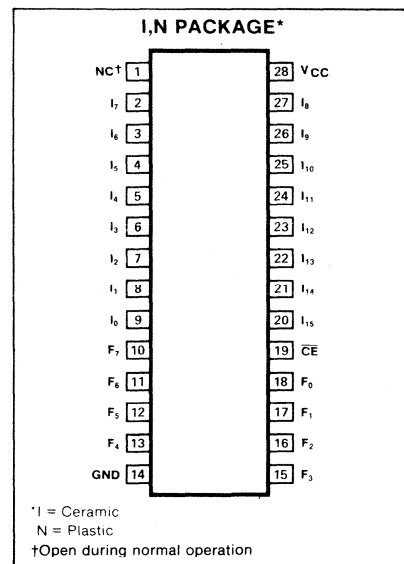 I,N PACKAGE*
NC† 1 28 VCC
I7 2 27 I8
I6 3 26 I9
I5 4 25 I10
I4 5 24 I11
I3 6 23 I12
I2 7 22 I13
I1 8 21 I14
I0 9 20 I15
F7 10 19 C̅E̅
F6 11 18 F0
F5 12 17 F1
F4 13 16 F2
GND 14 15 F3
*I = Ceramic
N = Plastic
†Open during normal operation